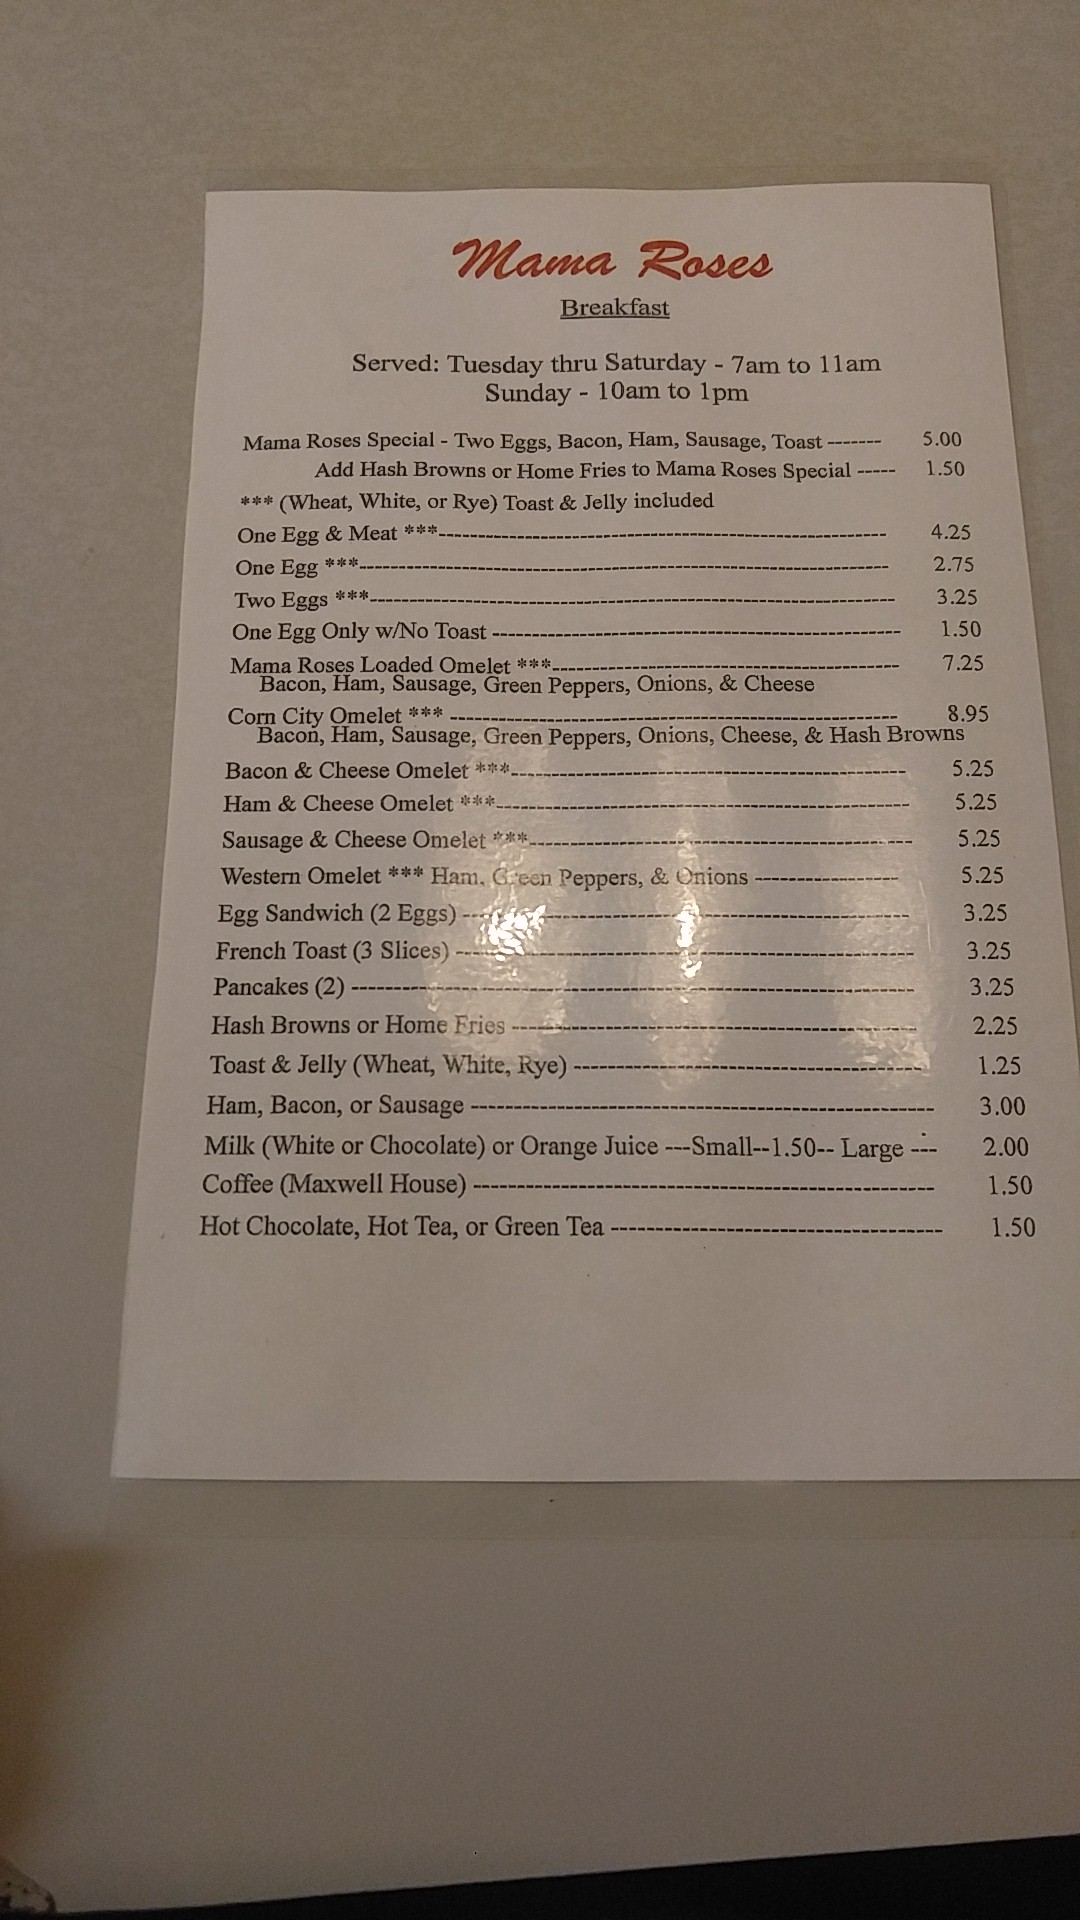 Mama Roses
Breakfast
Served: Tuesday thru Saturday - 7am to 11am
Sunday - 10am to 1pm
Mama Roses Special - Two Eggs, Bacon, Ham, Sausage, Toast ------- 5.00
Add Hash Browns or Home Fries to Mama Roses Special ----- 1.50
*** (Wheat, White, or Rye) Toast & Jelly included
One Egg & Meat ***--------------------------------------------------------- 4.25
One Egg ***------------------------------------------------------------------- 2.75
Two Eggs ***------------------------------------------------------------------ 3.25
One Egg Only w/No Toast ---------------------------------------------------- 1.50
Mama Roses Loaded Omelet ***-------------------------------------------- 7.25
Bacon, Ham, Sausage, Green Peppers, Onions, & Cheese
Corn City Omelet *** --------------------------------------------------------- 8.95
Bacon, Ham, Sausage, Green Peppers, Onions, Cheese, & Hash Browns
Bacon & Cheese Omelet ***-------------------------------------------------- 5.25
Ham & Cheese Omelet ***---------------------------------------------------- 5.25
Sausage & Cheese Omelet ***------------------------------------------------ 5.25
Western Omelet *** Ham, Green Peppers, & Onions ------------------ 5.25
Egg Sandwich (2 Eggs) -------------------------------------------------------- 3.25
French Toast (3 Slices) --------------------------------------------------------- 3.25
Pancakes (2) --------------------------------------------------------------------- 3.25
Hash Browns or Home Fries -------------------------------------------------- 2.25
Toast & Jelly (Wheat, White, Rye) ------------------------------------------- 1.25
Ham, Bacon, or Sausage ------------------------------------------------------- 3.00
Milk (White or Chocolate) or Orange Juice ---Small--1.50-- Large --- 2.00
Coffee (Maxwell House) ------------------------------------------------------ 1.50
Hot Chocolate, Hot Tea, or Green Tea -------------------------------------- 1.50